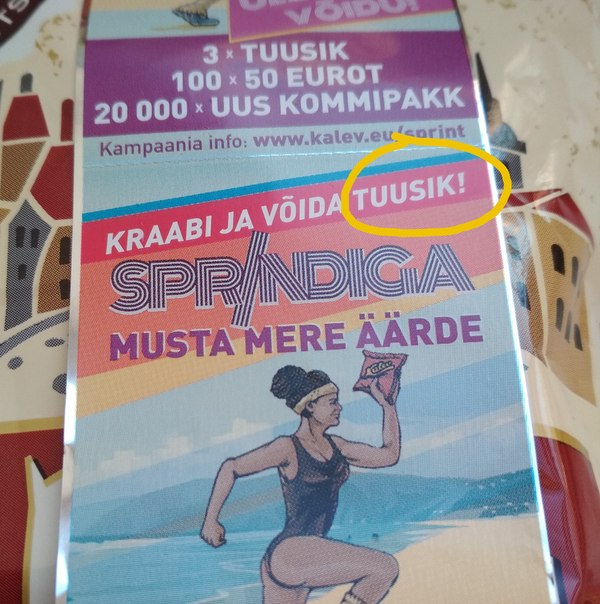 VÕIDU!
3 x TUUSIK
100 x 50 EUROT
20 000 x UUS KOMMIPAKK
Kampaania info: www.kalev.eu/sprint
KRAABI JA VÕIDA TUUSIK!
SPRINDIGA
MUSTA MERE ÄÄRDE